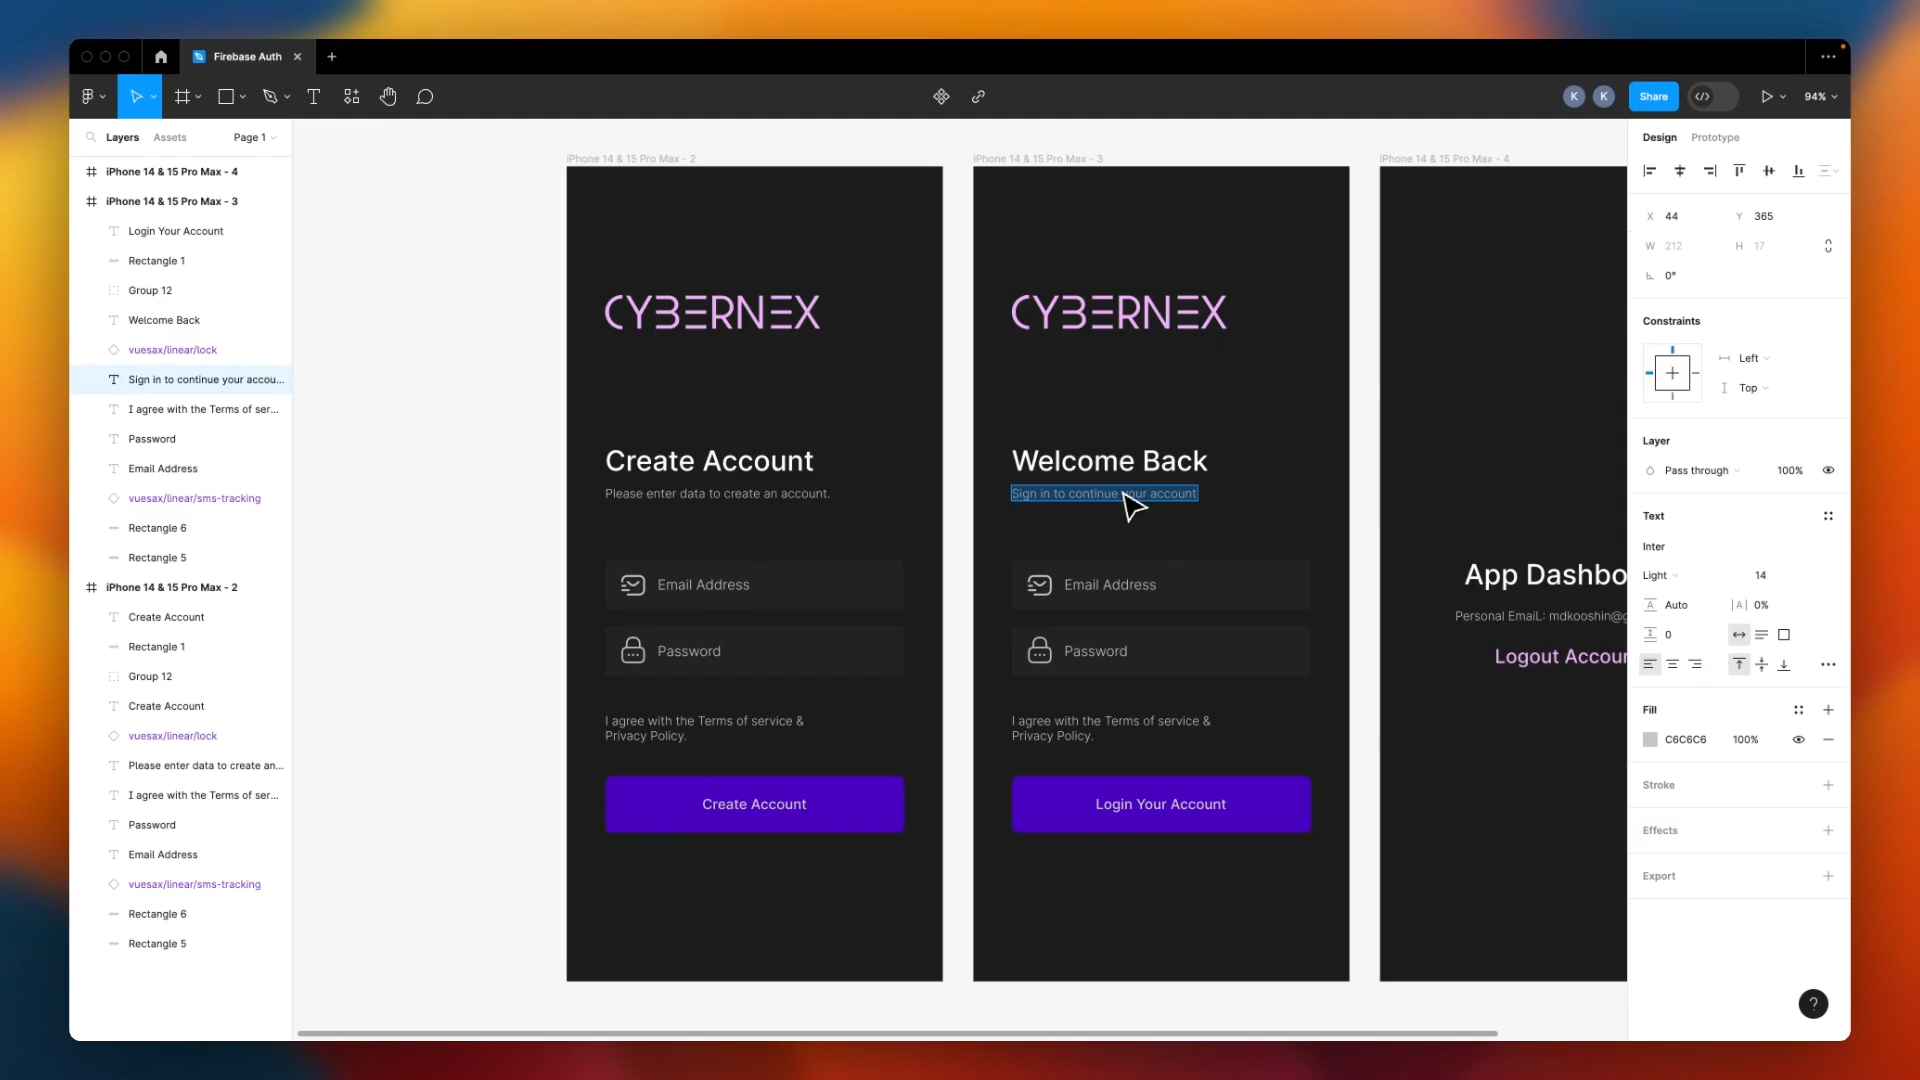 Firebase Auth
K
K
Share
94%
Layers
Assets
Page 1
iPhone 14 & 15 Pro Max - 4
iPhone 14 & 15 Pro Max - 3
Login Your Account
Rectangle 1
Group 12
Welcome Back
vuesax/linear/lock
Sign in to continue your accou...
I agree with the Terms of ser...
Password
Email Address
vuesax/linear/sms-tracking
Rectangle 6
Rectangle 5
iPhone 14 & 15 Pro Max - 2
Create Account
Rectangle 1
Group 12
Create Account
vuesax/linear/lock
Please enter data to create an...
I agree with the Terms of ser...
Password
Email Address
vuesax/linear/sms-tracking
Rectangle 6
Rectangle 5
iPhone 14 & 15 Pro Max - 2
CYBERNEX
Create Account
Please enter data to create an account.
Email Address
Password
I agree with the Terms of service &
Privacy Policy.
Create Account
iPhone 14 & 15 Pro Max - 3
CYBERNEX
Welcome Back
Sign in to continue your account
Email Address
Password
I agree with the Terms of service &
Privacy Policy.
Login Your Account
iPhone 14 & 15 Pro Max - 4
App Dashbo
Personal EmaiL: mdkooshin@g
Logout Accour
Design
Prototype
X 44
Y 365
W 212
H 17
0°
Constraints
Left
Top
Layer
Pass through
100%
Text
Inter
Light
14
A Auto
|A| 0%
0
Fill
C6C6C6
100%
Stroke
Effects
Export
?